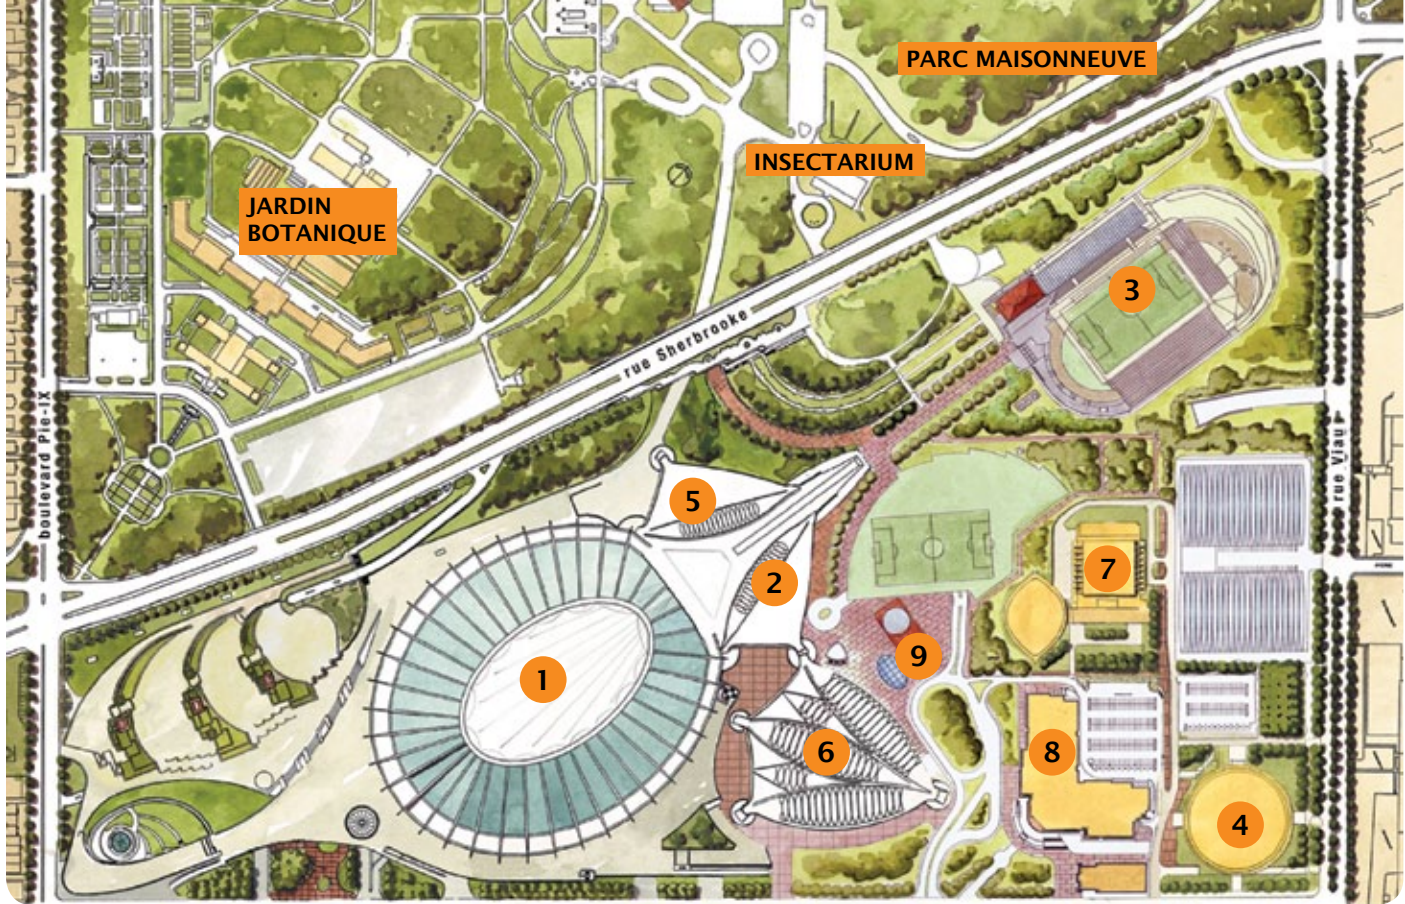 PARC MAISONNEUVE
INSECTARIUM
JARDIN
BOTANIQUE
3
rue Sherbrooke
boulevard Pie-IX
rue Viau
5
2
7
1
9
6
8
4